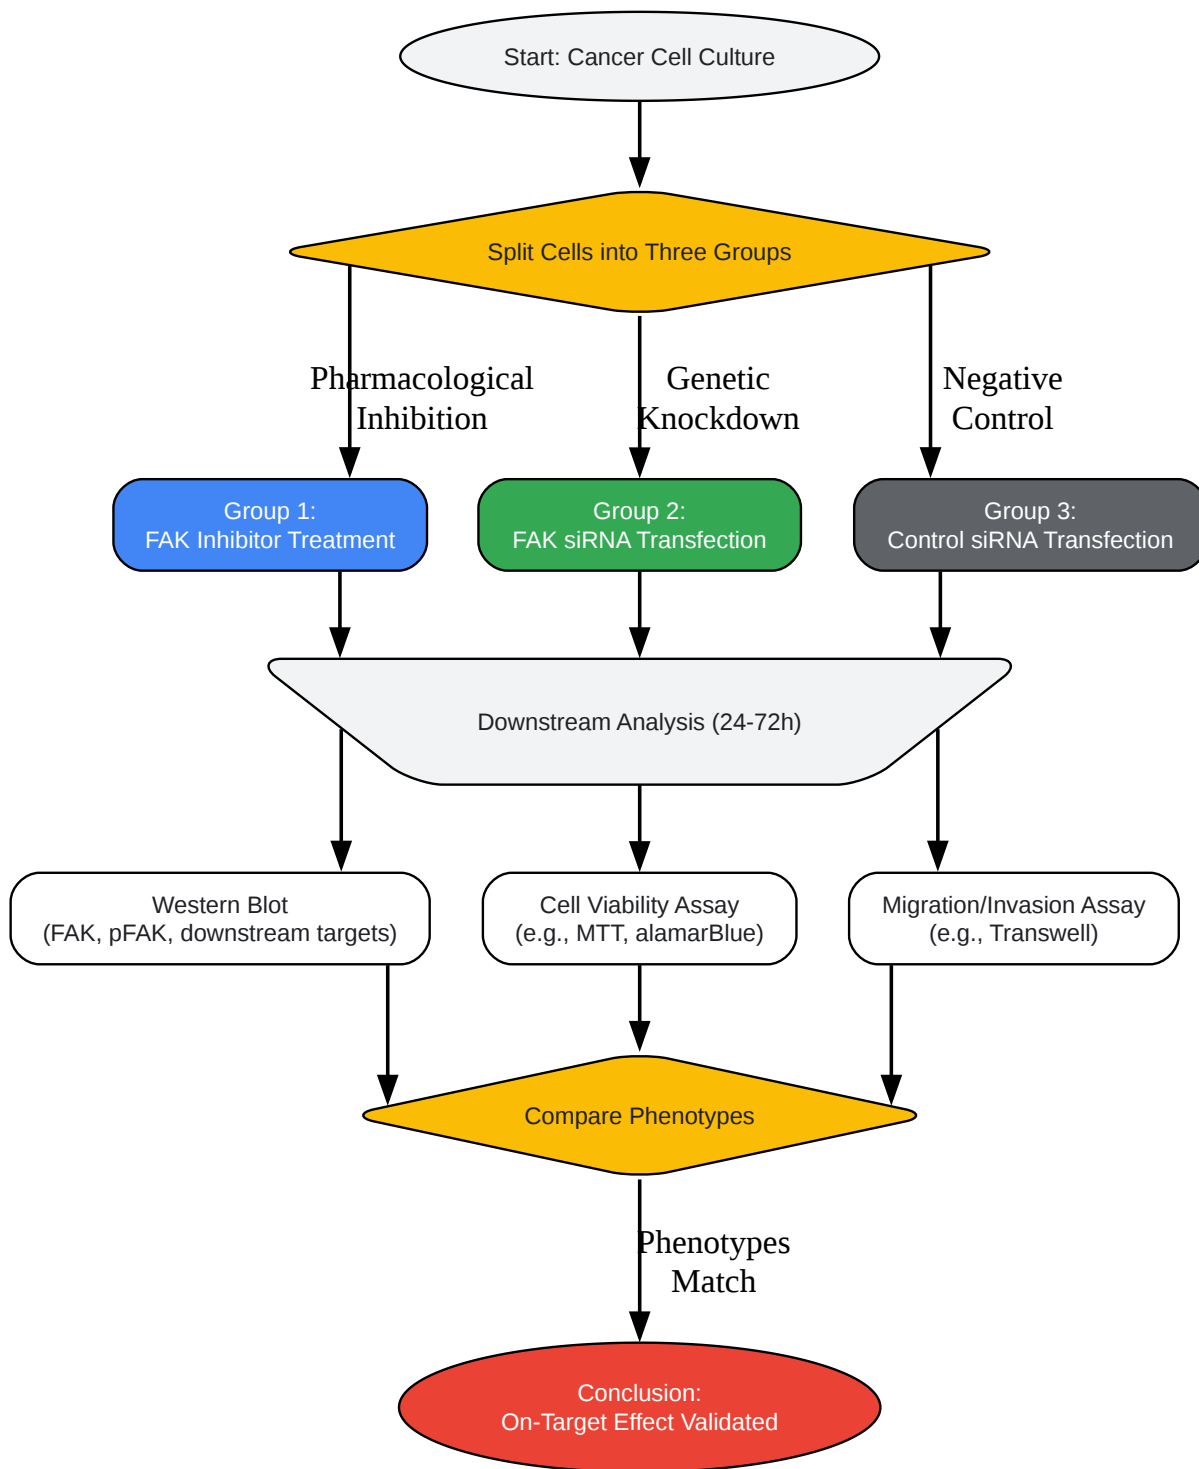 Start: Cancer Cell Culture
Split Cells into Three Groups
Pharmacological
Inhibition
Genetic
Knockdown
Negative
Control
Group 1:
FAK Inhibitor Treatment
Group 2:
FAK siRNA Transfection
Group 3:
Control siRNA Transfection
Downstream Analysis (24-72h)
Western Blot
(FAK, pFAK, downstream targets)
Cell Viability Assay
(e.g., MTT, alamarBlue)
Migration/Invasion Assay
(e.g., Transwell)
Compare Phenotypes
Phenotypes
Match
Conclusion:
On-Target Effect Validated